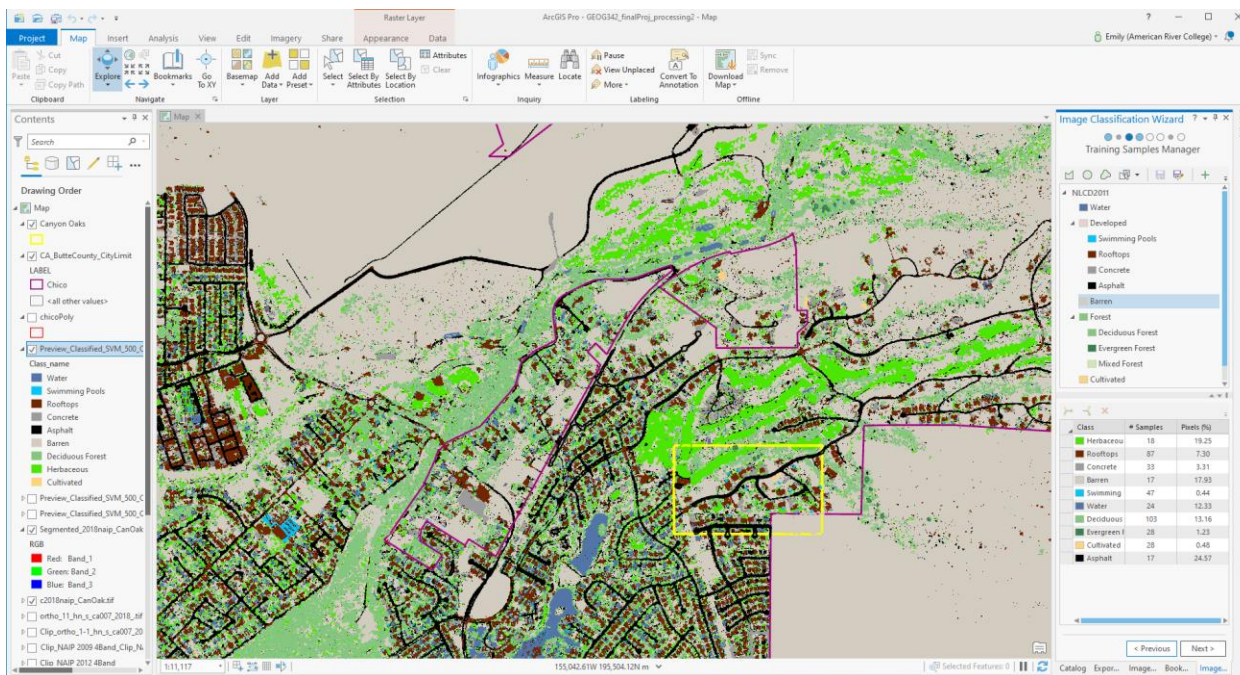 Raster Layer
ArcGIS Pro - GEOG342_finalProj_processing2 - Map
? — □ X
Project Map Insert Analysis View Edit Imagery Share Appearance Data
Emily (American River College)
Paste
Cut
Copy
Copy Path
Clipboard
Explore
Bookmarks
Go To XY
Navigate
Basemap
Add Data
Add Preset
Layer
Select
Select By Attributes
Select By Location
Attributes
Clear
Selection
Infographics
Measure
Locate
Inquiry
Pause
View Unplaced
More
Convert To Annotation
Labeling
Download Map
Sync
Remove
Offline
Contents
Search
Drawing Order
Map
Canyon Oaks
CA_ButteCounty_CityLimit
LABEL
Chico
<all other values>
chicoPoly
Preview_Classified_SVM_500_C
Class_name
Water
Swimming Pools
Rooftops
Concrete
Asphalt
Barren
Deciduous Forest
Herbaceous
Cultivated
Preview_Classified_SVM_500_C
Preview_Classified_SVM_500_C
Segmented_2018naip_CanOak
RGB
Red: Band_1
Green: Band_2
Blue: Band_3
c2018naip_CanOak.tif
ortho_11_hn_s_ca007_2018_.tif
Clip_ortho_1-1_hn_s_ca007_20
Clip_NAIP 2009 4Band_Clip_N
Clip NAIP 2012 4Band
Map
1:11,117
155,042.61W 195,504.12N m
Selected Features: 0
Image Classification Wizard
Training Samples Manager
NLCD2011
Water
Developed
Swimming Pools
Rooftops
Concrete
Asphalt
Barren
Forest
Deciduous Forest
Evergreen Forest
Mixed Forest
Cultivated
Class # Samples Pixels (%)
Herbaceou 18 19.25
Rooftops 87 7.30
Concrete 33 3.31
Barren 17 17.93
Swimming 47 0.44
Water 24 12.33
Deciduous 103 13.16
Evergreen 28 1.23
Cultivated 28 0.48
Asphalt 17 24.57
< Previous Next >
Catalog Expor... Image... Book... Image...